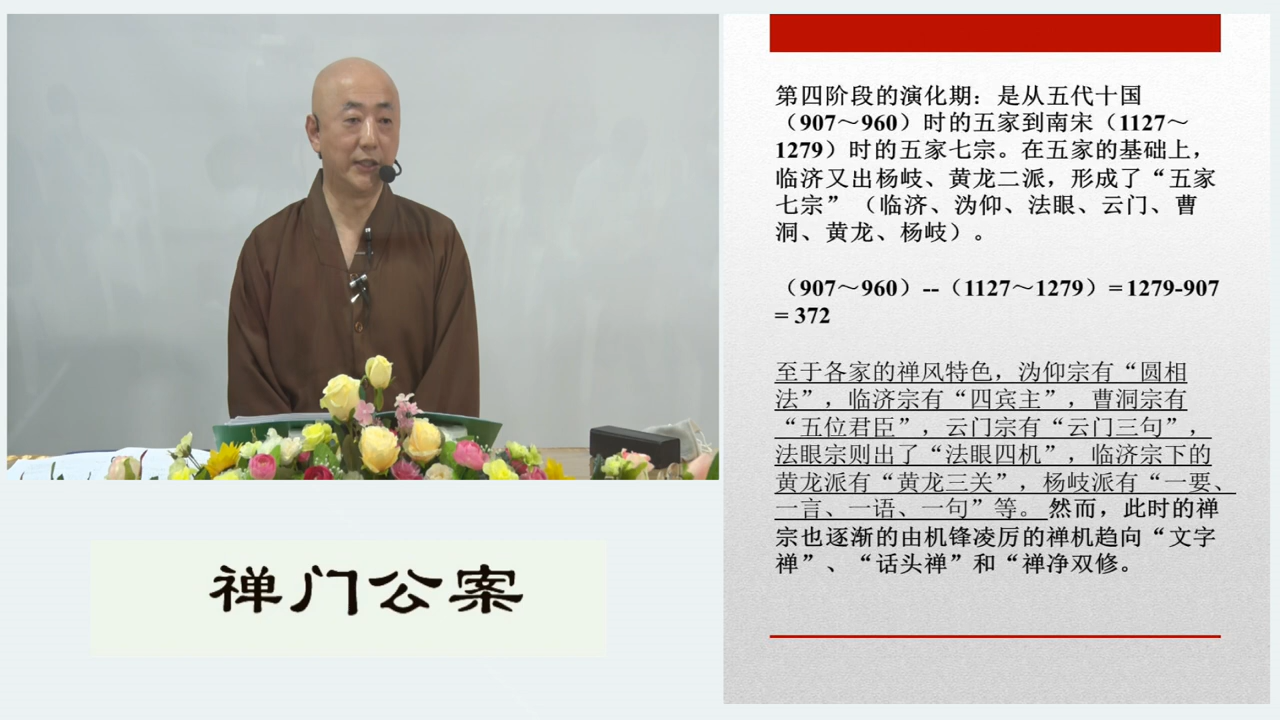 第四阶段的演化期：是从五代十国
（907～960）时的五家到南宋（1127～
1279）时的五家七宗。在五家的基础上，
临济又出杨岐、黄龙二派，形成了“五家
七宗”（临济、沩仰、法眼、云门、曹
洞、黄龙、杨岐）。
（907～960）--（1127～1279）= 1279-907
= 372
至于各家的禅风特色，沩仰宗有“圆相
法”，临济宗有“四宾主”，曹洞宗有
“五位君臣”，云门宗有“云门三句”，
法眼宗则出了“法眼四机”，临济宗下的
黄龙派有“黄龙三关”，杨岐派有“一要、
一言、一语、一句”等。然而，此时的禅
宗也逐渐的由机锋凌厉的禅机趋向“文字
禅”、“话头禅”和“禅净双修。
禅门公案